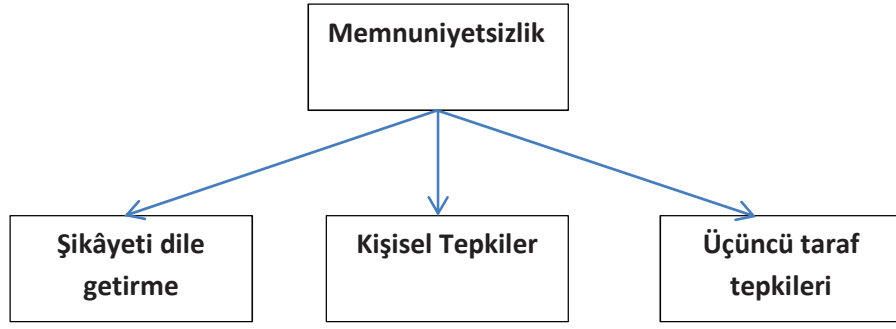 Memnuniyetsizlik
Şikâyeti dile
getirme
Kişisel Tepkiler
Üçüncü taraf
tepkileri